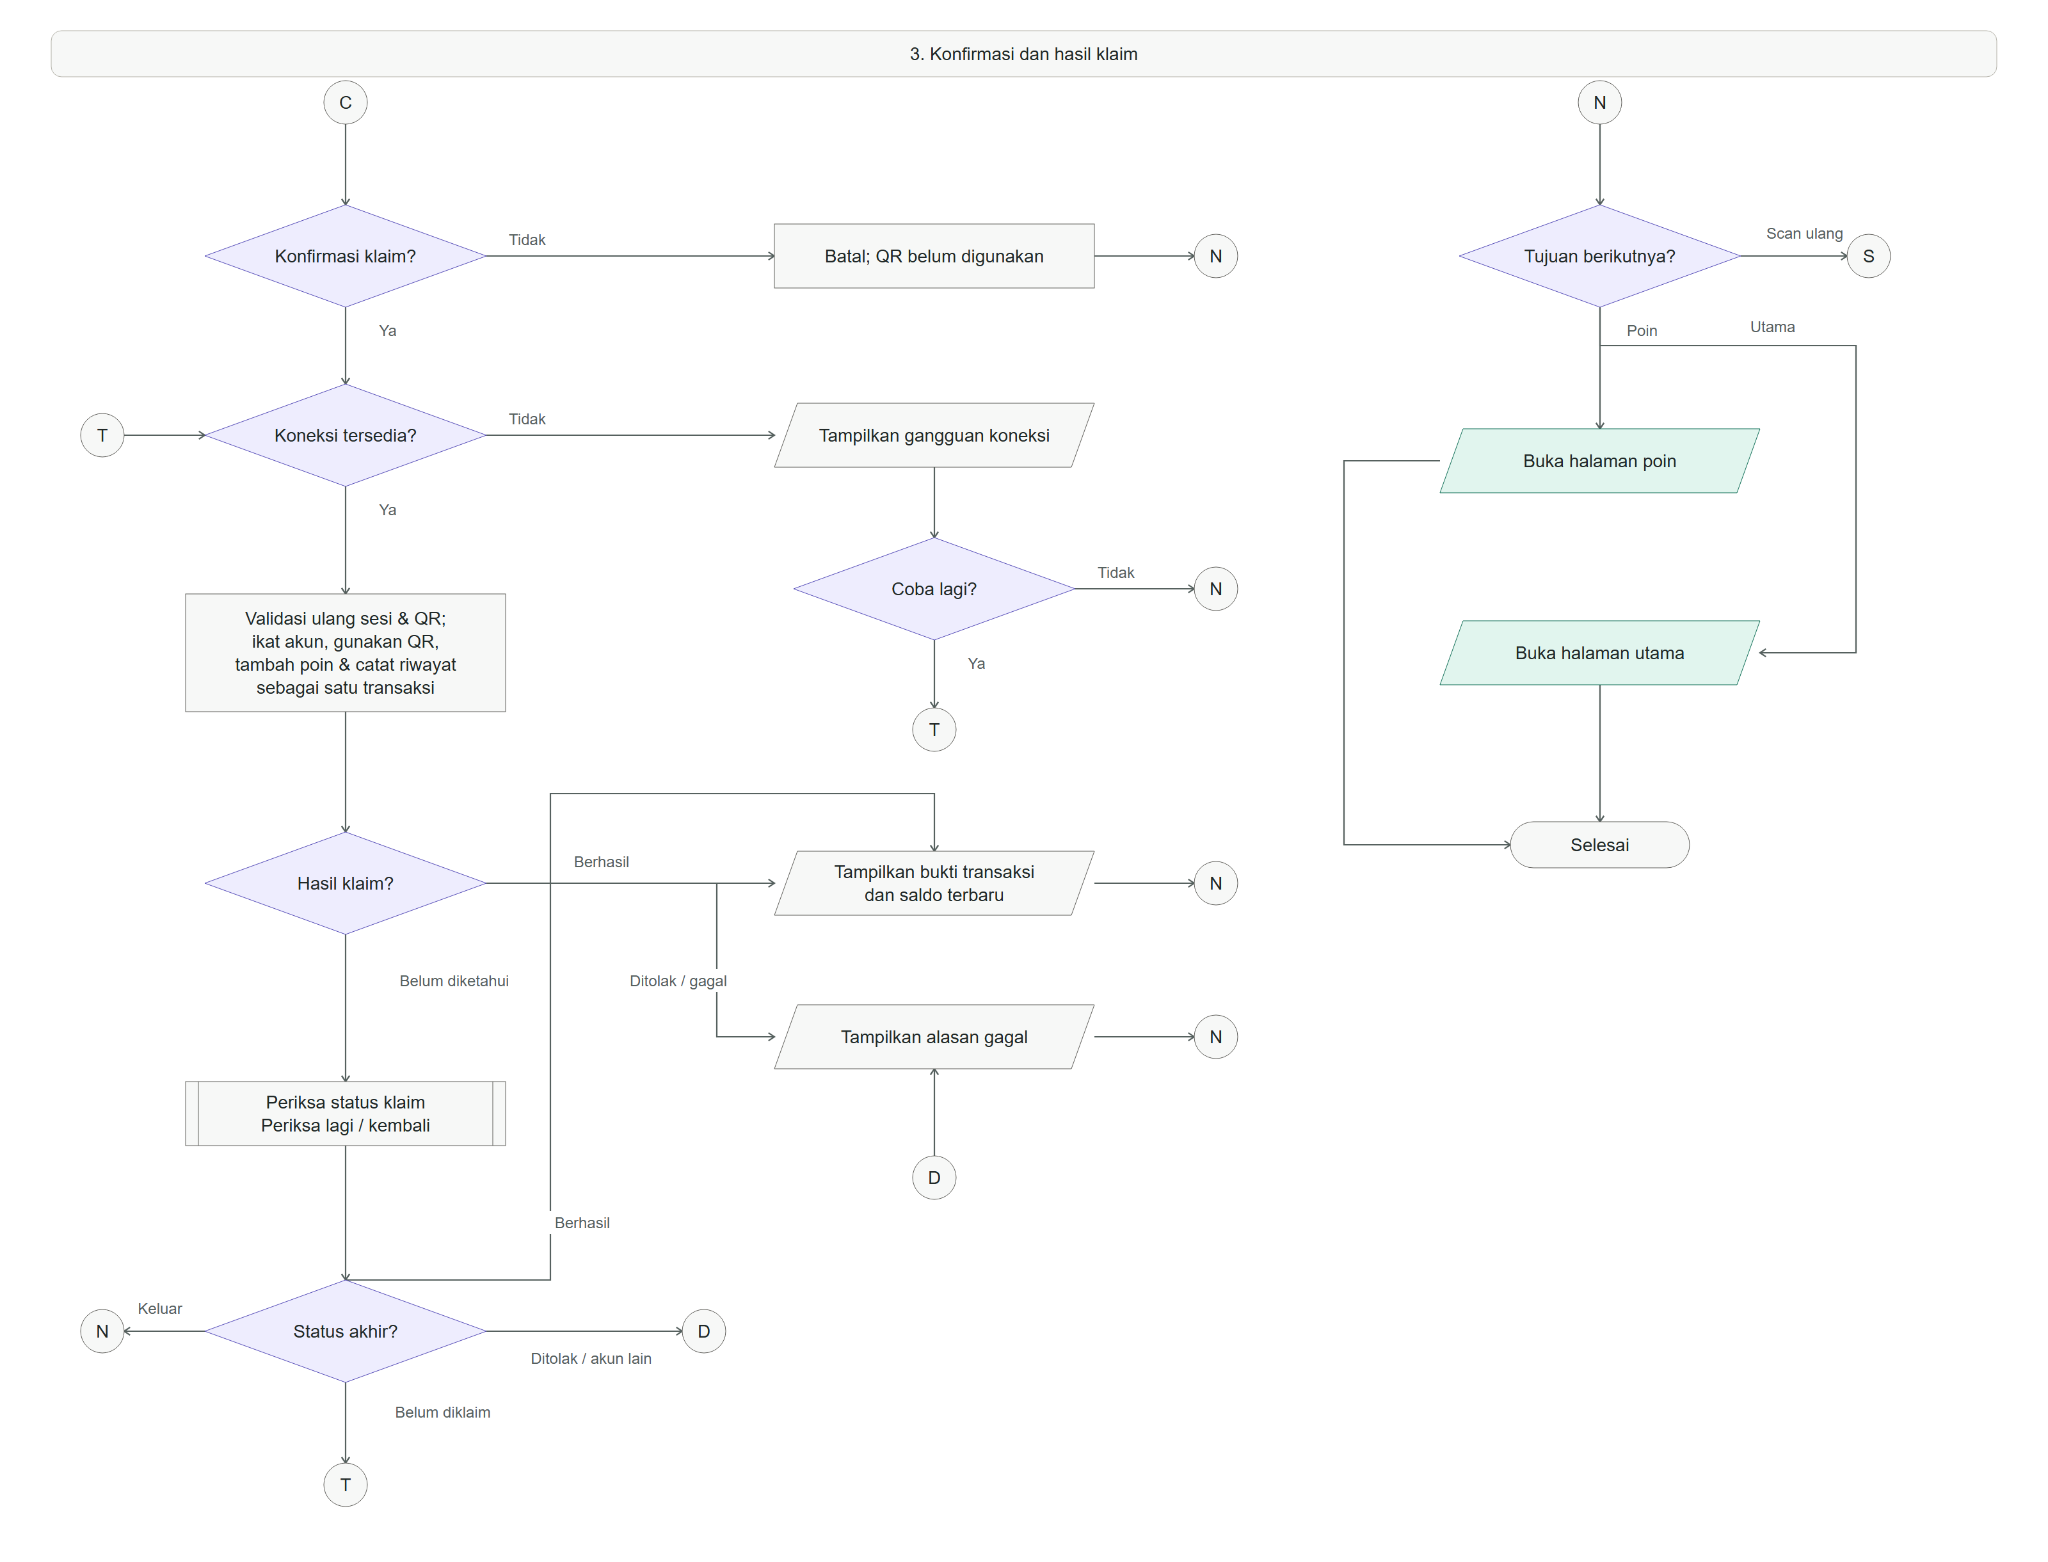 3. Konfirmasi dan hasil klaim
C
N
Konfirmasi klaim?
Tidak
Batal; QR belum digunakan
N
Tujuan berikutnya?
Scan ulang
S
Ya
Poin
Utama
T
Koneksi tersedia?
Tidak
Tampilkan gangguan koneksi
Buka halaman poin
Ya
Coba lagi?
Tidak
N
Validasi ulang sesi & QR;
ikat akun, gunakan QR,
tambah poin & catat riwayat
sebagai satu transaksi
Ya
Buka halaman utama
T
Selesai
Hasil klaim?
Berhasil
Tampilkan bukti transaksi
dan saldo terbaru
N
Belum diketahui
Ditolak / gagal
Tampilkan alasan gagal
N
Periksa status klaim
Periksa lagi / kembali
D
Berhasil
Keluar
N
Status akhir?
D
Ditolak / akun lain
Belum diklaim
T